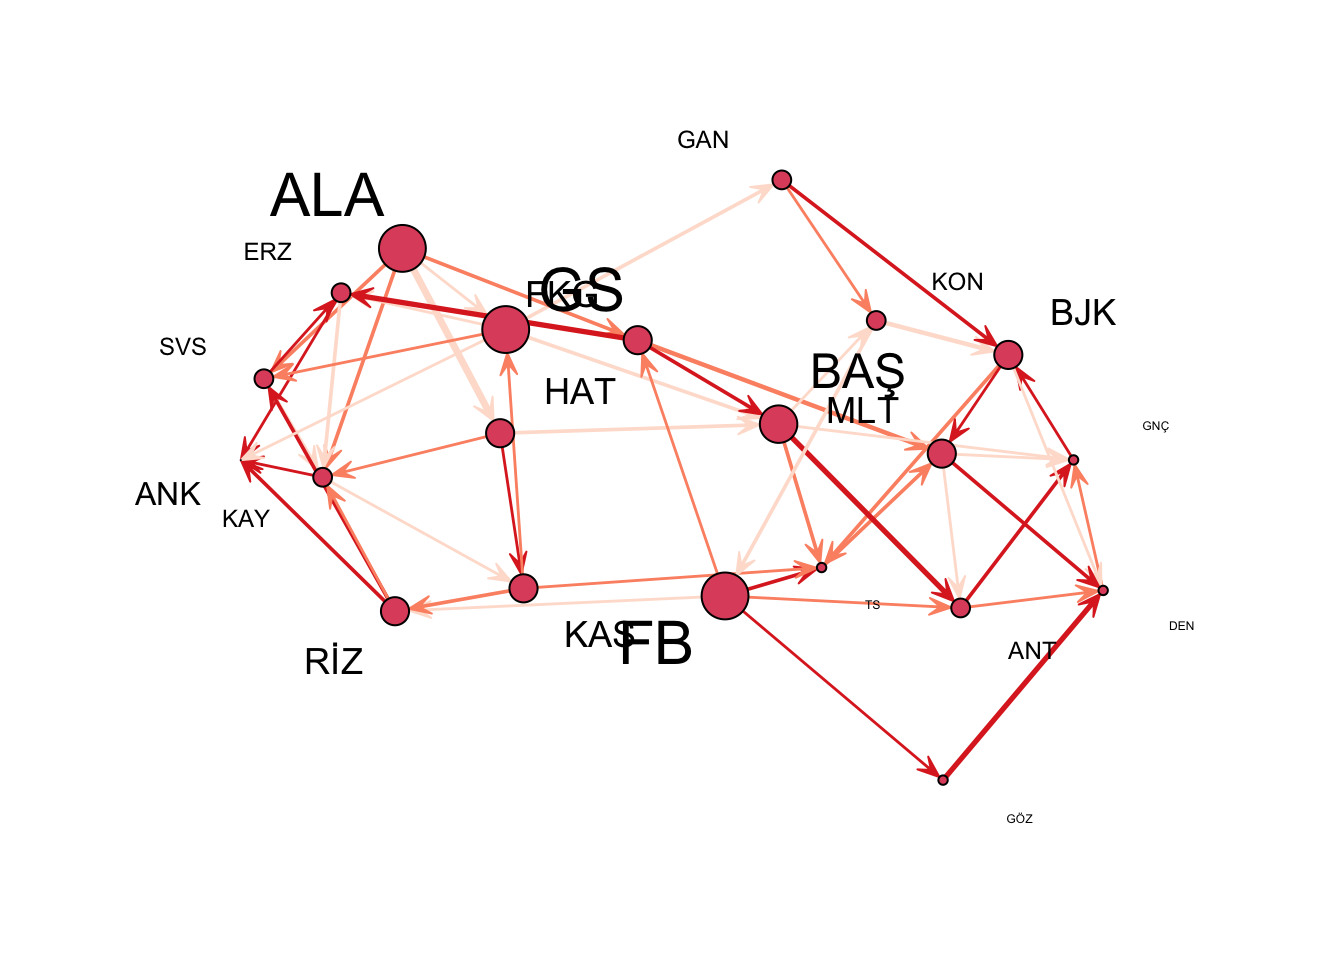 GAN
ALA
ERZ
KON
GS
FKG
BJK
SVS
BAŞ
HAT
MLT
GNÇ
ANK
KAY
TS
DEN
KAS
FB
ANT
RİZ
GÖZ